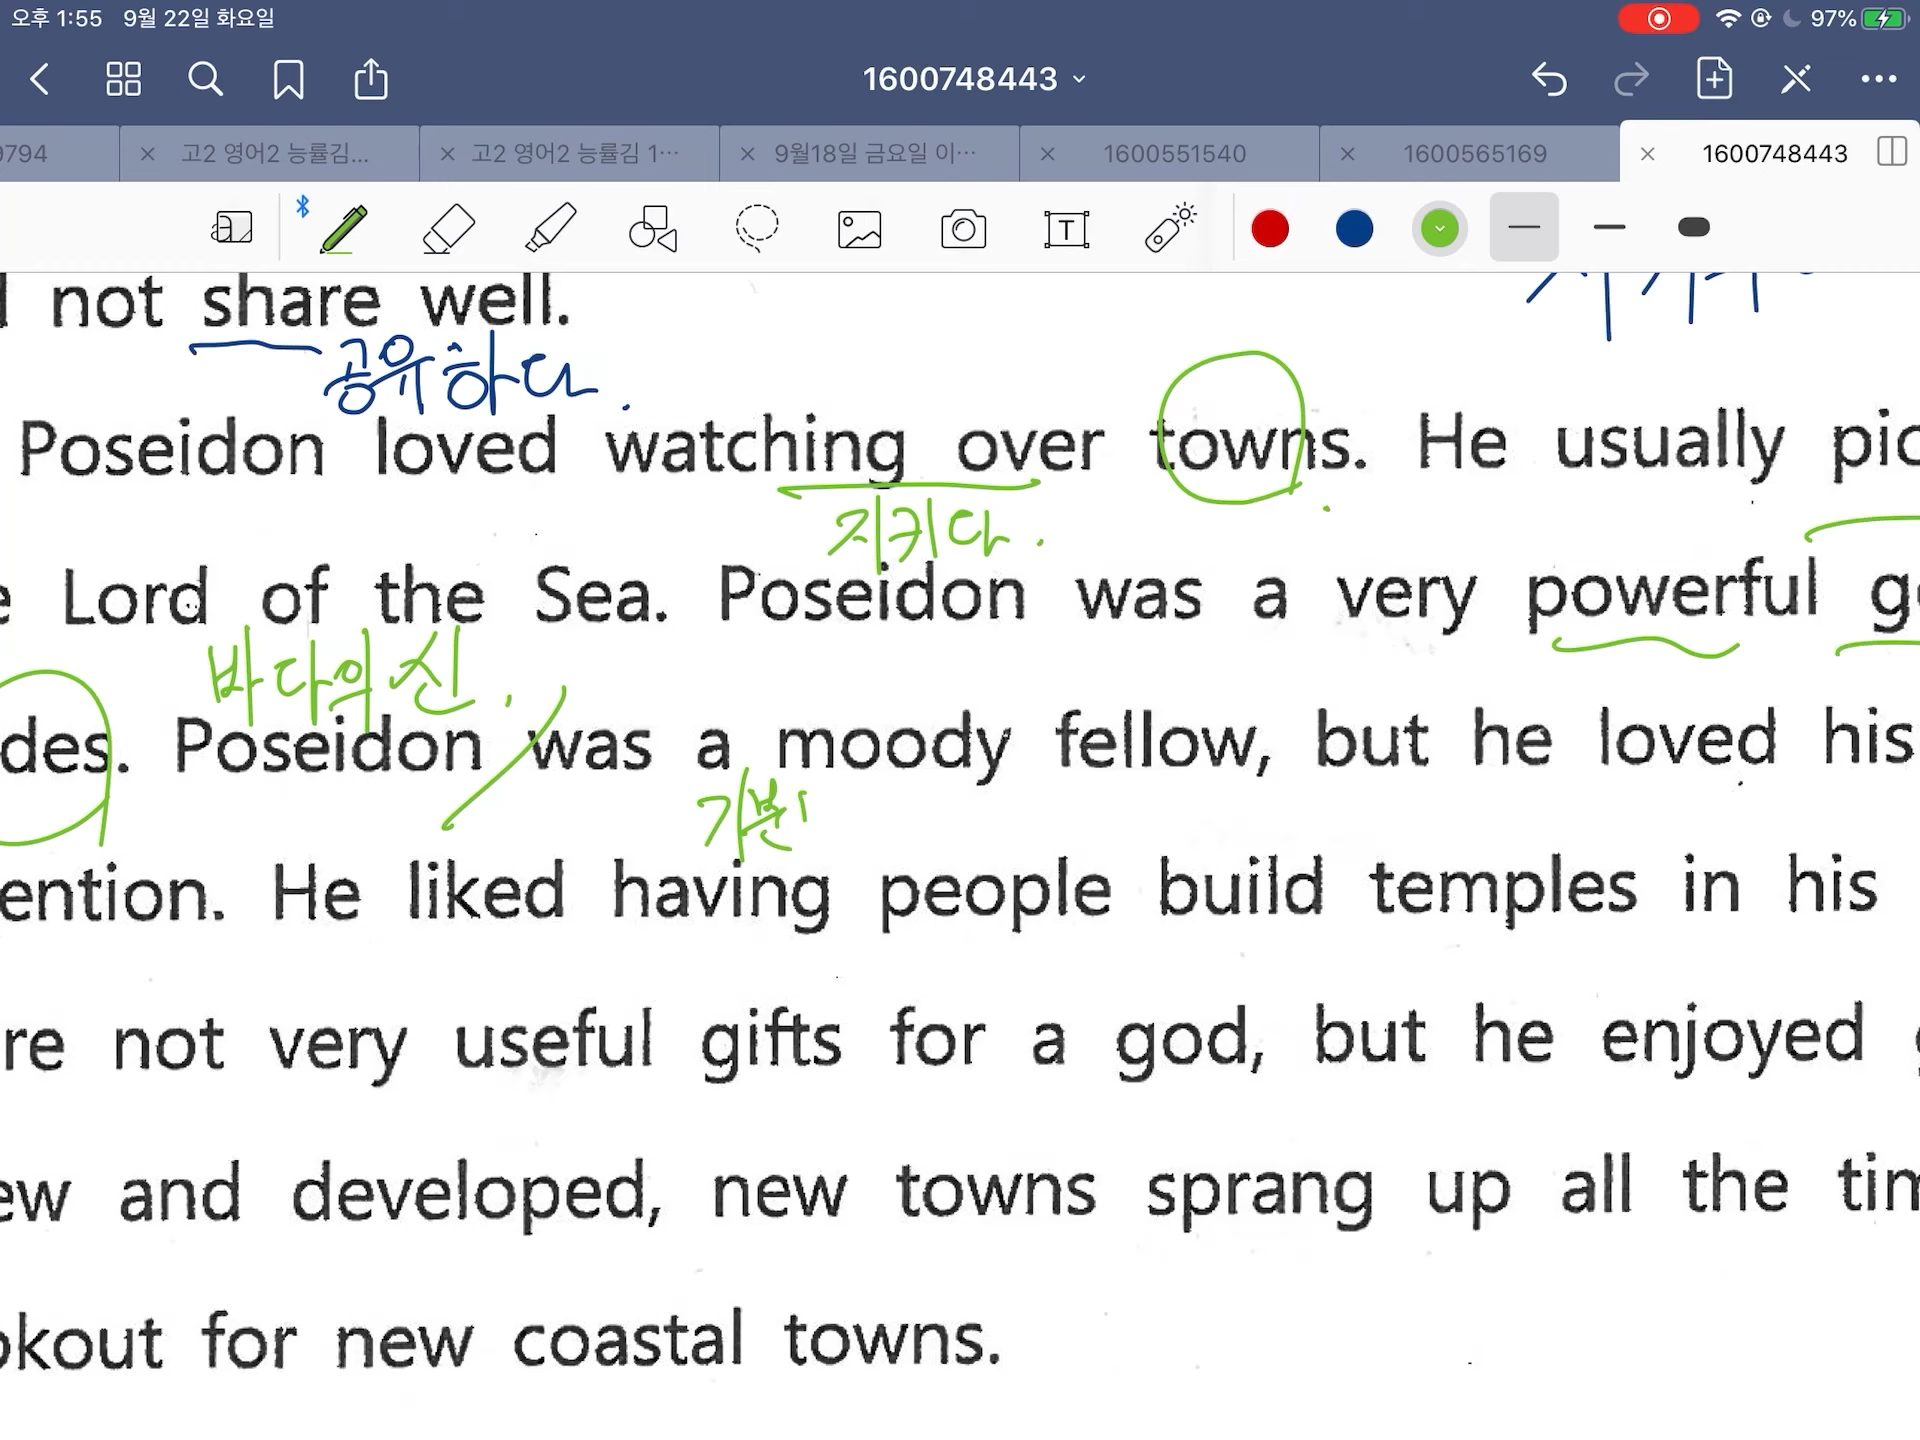 오후 1:55 9월 22일 화요일 97%
1600748443
9794 고2 영어2 능률김... 고2 영어2 능률김 1... 9월18일 금요일 이... 1600551540 1600565169 1600748443
T
not share well.
공유하다.
Poseidon loved watching over towns. He usually pic
지키다.
e Lord of the Sea. Poseidon was a very powerful g
바다의 신.
des. Poseidon was a moody fellow, but he loved his
기분
ention. He liked having people build temples in his
re not very useful gifts for a god, but he enjoyed
ew and developed, new towns sprang up all the tim
okout for new coastal towns.